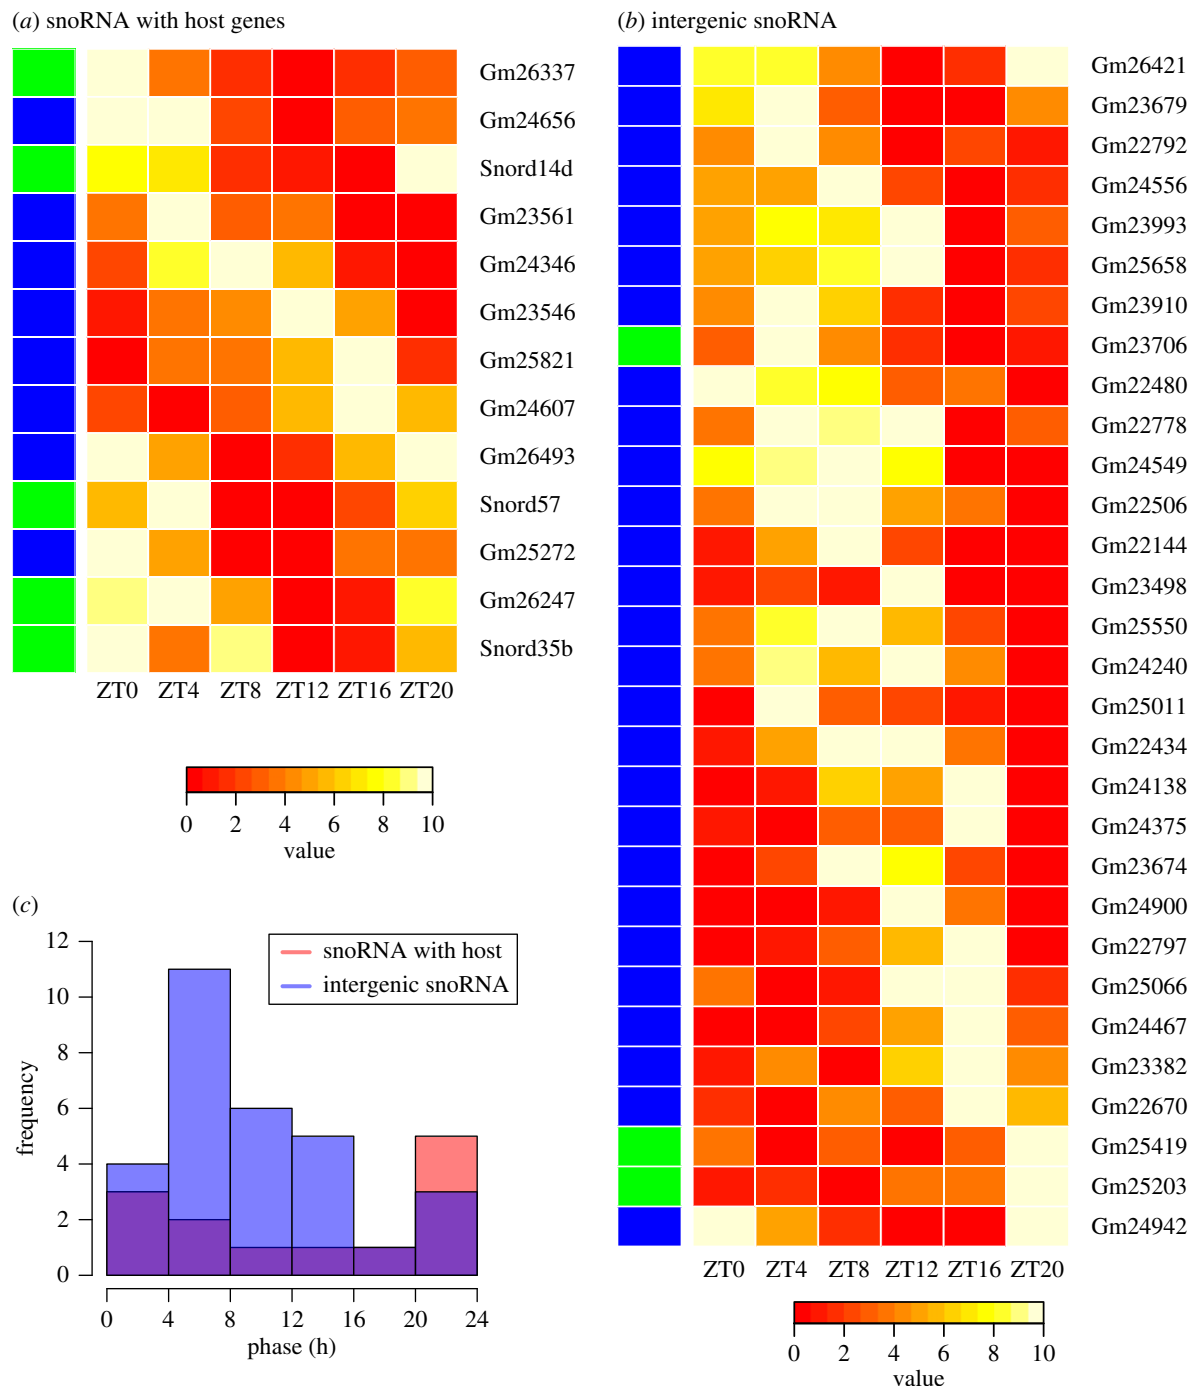 (a) snoRNA with host genes
Gm26337
Gm24656
Snord14d
Gm23561
Gm24346
Gm23546
Gm25821
Gm24607
Gm26493
Snord57
Gm25272
Gm26247
Snord35b
ZT0 ZT4 ZT8 ZT12 ZT16 ZT20
0 2 4 6 8 10
value
(b) intergenic snoRNA
Gm26421
Gm23679
Gm22792
Gm24556
Gm23993
Gm25658
Gm23910
Gm23706
Gm22480
Gm22778
Gm24549
Gm22506
Gm22144
Gm23498
Gm25550
Gm24240
Gm25011
Gm22434
Gm24138
Gm24375
Gm23674
Gm24900
Gm22797
Gm25066
Gm24467
Gm23382
Gm22670
Gm25419
Gm25203
Gm24942
ZT0 ZT4 ZT8 ZT12 ZT16 ZT20
0 2 4 6 8 10
value
(c)
snoRNA with host
intergenic snoRNA
frequency
12
10
8
6
4
2
0
0 4 8 12 16 20 24
phase (h)